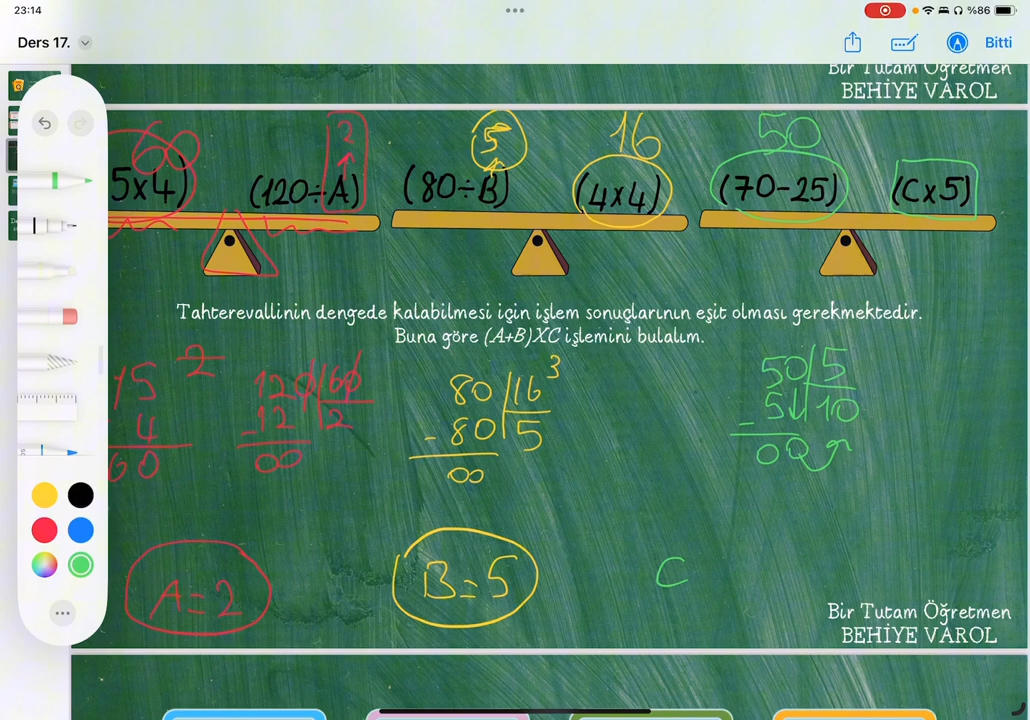 23:14
%86
Ders 17.
Bitti
Bir Tutam Öğretmen
BEHİYE VAROL
60
2
5
16
50
5x4)
(120÷A)
(80÷B)
(4x4)
(70-25)
(Cx5)
Tahterevallinin dengede kalabilmesi için işlem sonuçlarının eşit olması gerekmektedir.
Buna göre (A+B)XC işlemini bulalım.
15 2
4
60
120 60
- 12 2
00
80 16 3
- 80 5
00
50 5
- 5 10
00
A=2
B=5
C
Bir Tutam Öğretmen
BEHİYE VAROL